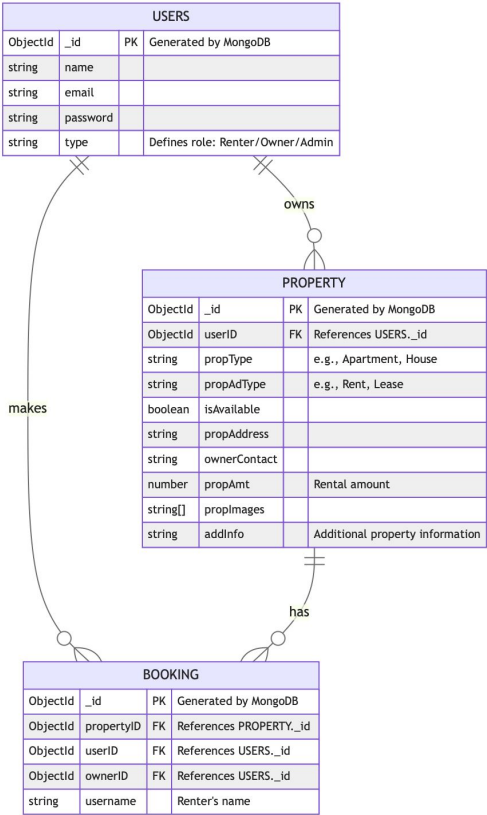 USERS
ObjectId _id PK Generated by MongoDB
string name
string email
string password
string type Defines role: Renter/Owner/Admin
owns
PROPERTY
ObjectId _id PK Generated by MongoDB
ObjectId userID FK References USERS._id
string propType e.g., Apartment, House
string propAdType e.g., Rent, Lease
boolean isAvailable
string propAddress
string ownerContact
number propAmt Rental amount
string[] propImages
string addInfo Additional property information
makes
has
BOOKING
ObjectId _id PK Generated by MongoDB
ObjectId propertyID FK References PROPERTY._id
ObjectId userID FK References USERS._id
ObjectId ownerID FK References USERS._id
string username Renter's name